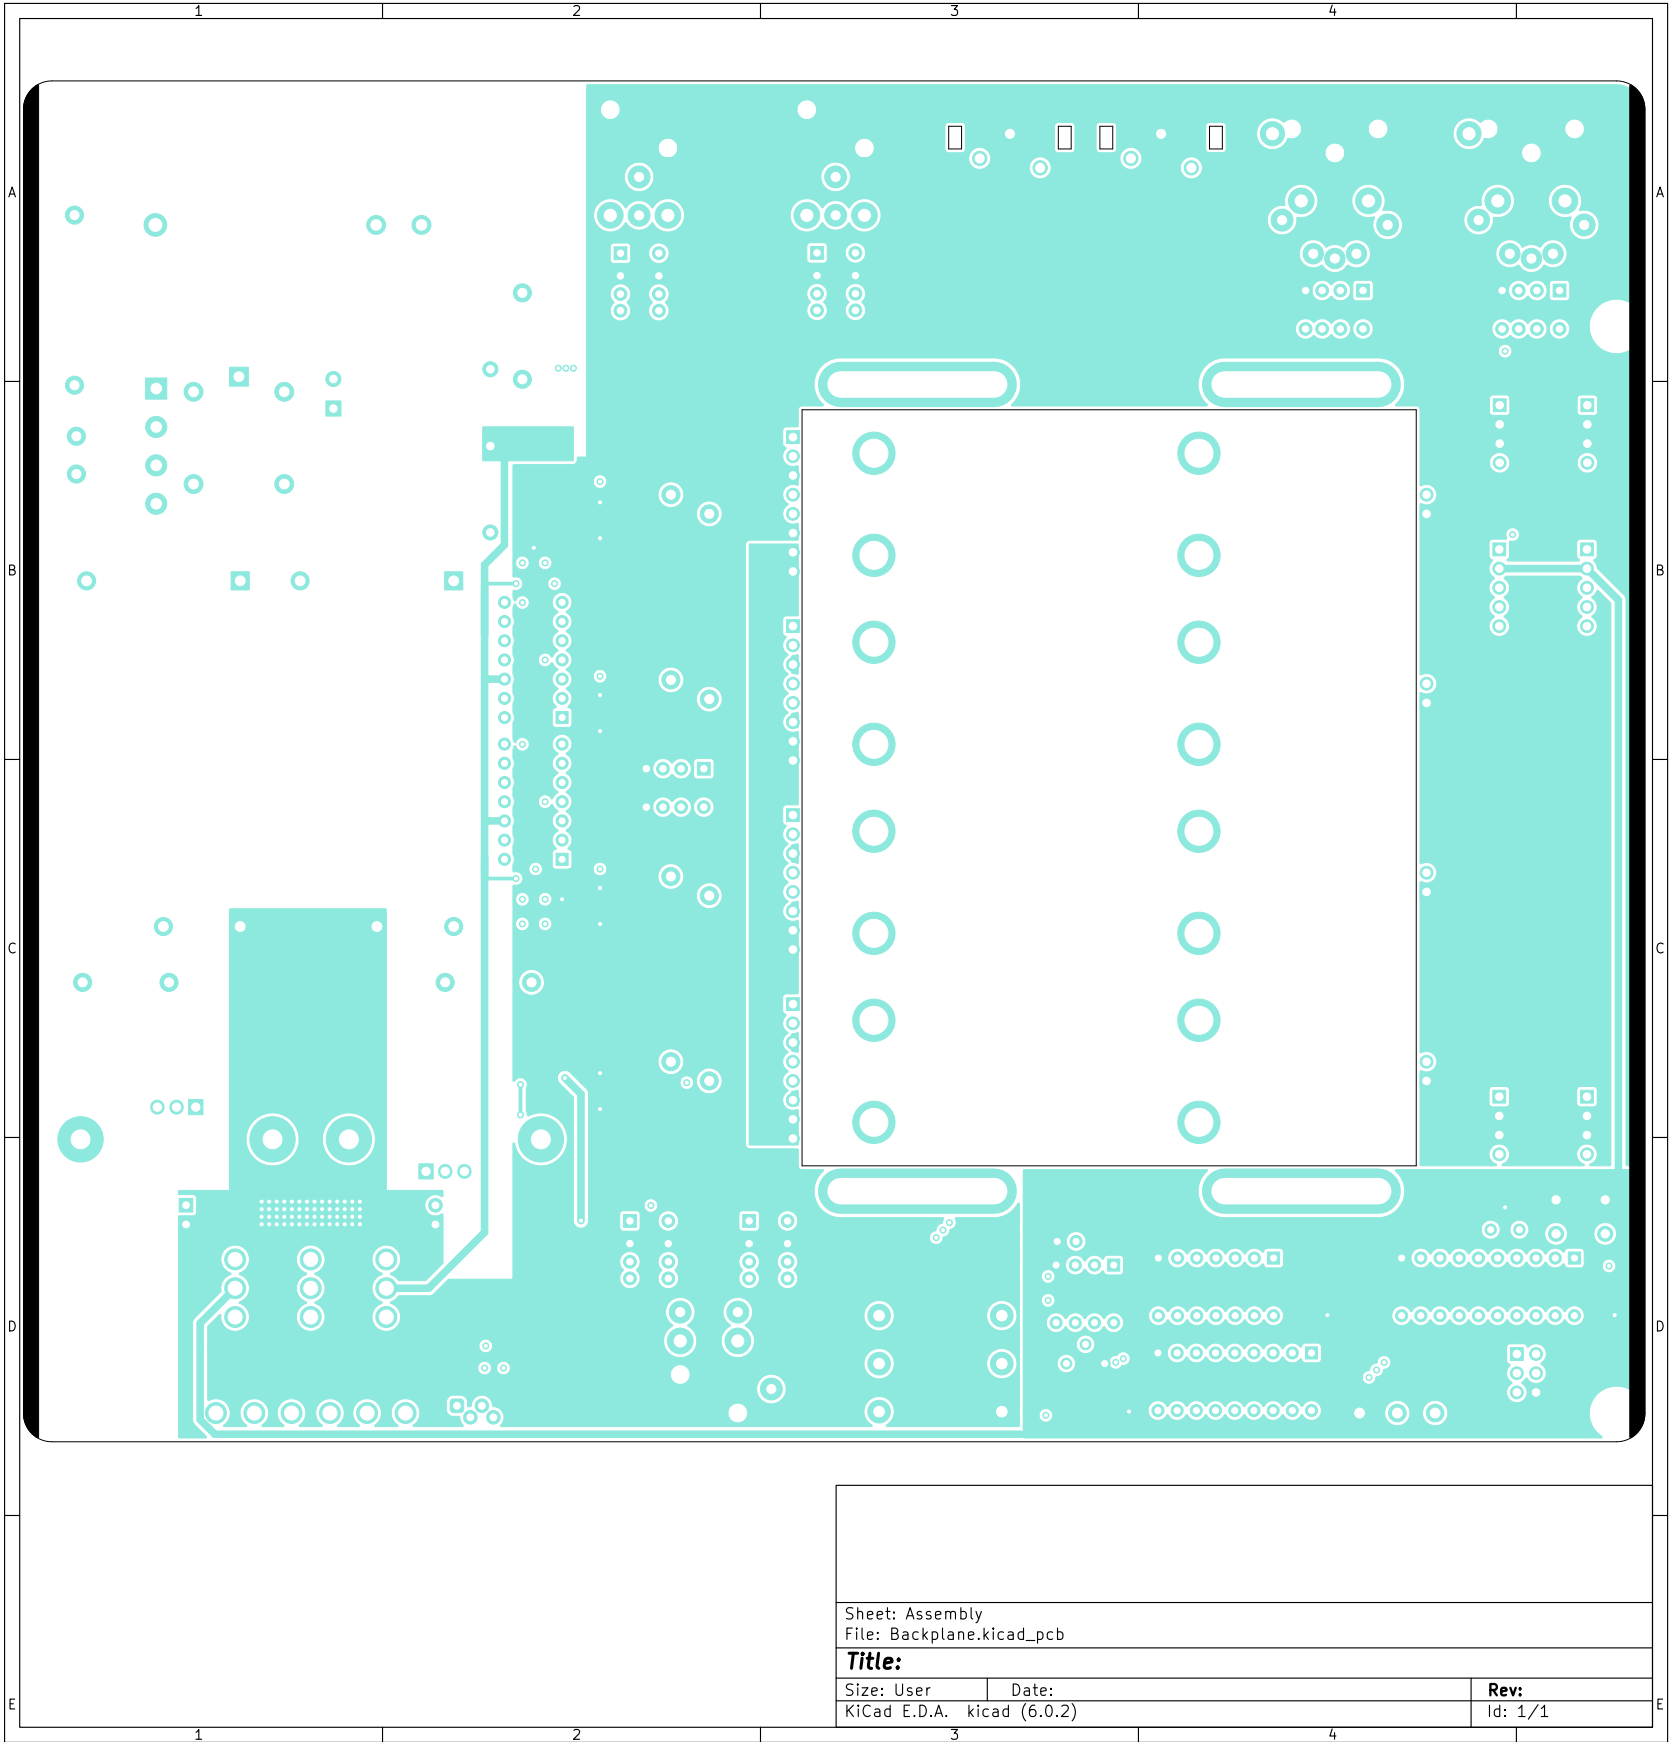 1 2 3 4
A A
B B
C C
D D
Sheet: Assembly
File: Backplane.kicad_pcb
Title:
Size: User Date: Rev:
KiCad E.D.A. kicad (6.0.2) Id: 1/1
E E
1 2 3 4